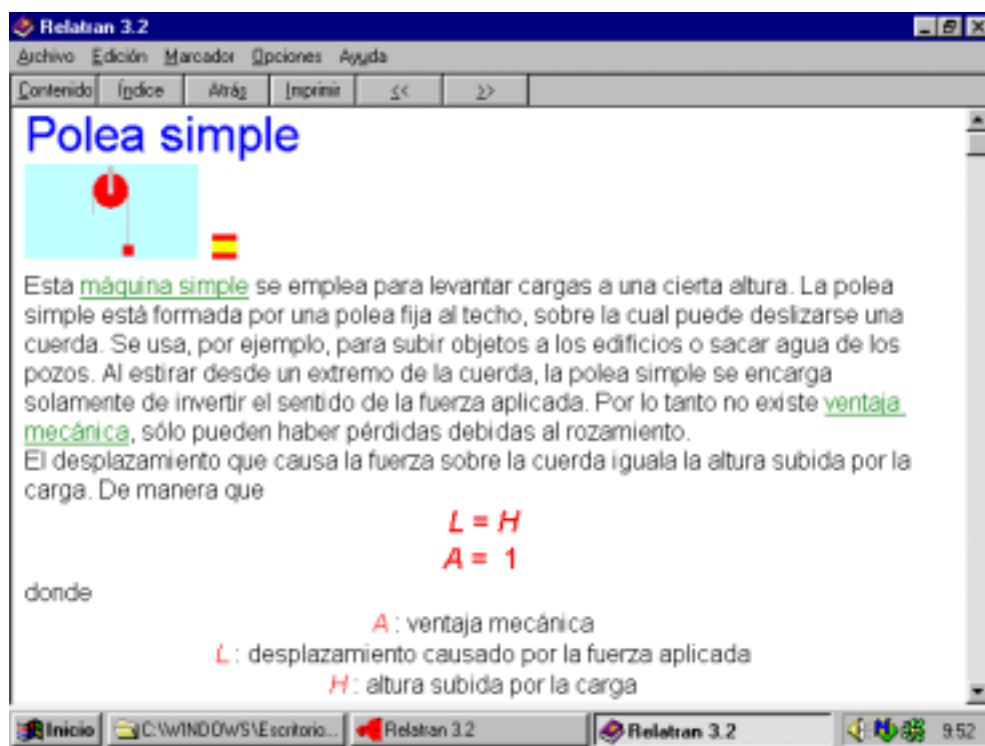 Relatran 3.2
Archivo Edición Marcador Opciones Ayuda
Contenido Índice Atrás Imprimir << >>
Polea simple
Esta máquina simple se emplea para levantar cargas a una cierta altura. La polea
simple está formada por una polea fija al techo, sobre la cual puede deslizarse una
cuerda. Se usa, por ejemplo, para subir objetos a los edificios o sacar agua de los
pozos. Al estirar desde un extremo de la cuerda, la polea simple se encarga
solamente de invertir el sentido de la fuerza aplicada. Por lo tanto no existe ventaja
mecánica, sólo pueden haber pérdidas debidas al rozamiento.
El desplazamiento que causa la fuerza sobre la cuerda iguala la altura subida por la
carga. De manera que
L = H
A = 1
donde
A : ventaja mecánica
L : desplazamiento causado por la fuerza aplicada
H : altura subida por la carga
Inicio C:\WINDOWS\Escritorio... Relatran 3.2 Relatran 3.2 9:52